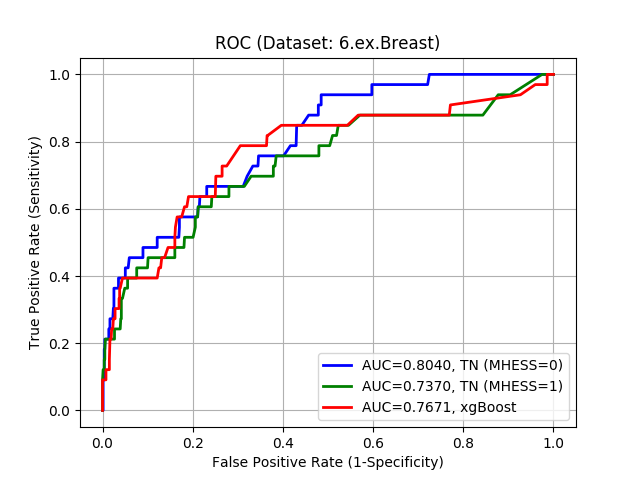 ROC (Dataset: 6.ex.Breast)
True Positive Rate (Sensitivity)
1.0
0.8
0.6
0.4
0.2
0.0
AUC=0.8040, TN (MHESS=0)
AUC=0.7370, TN (MHESS=1)
AUC=0.7671, xgBoost
0.0 0.2 0.4 0.6 0.8 1.0
False Positive Rate (1-Specificity)